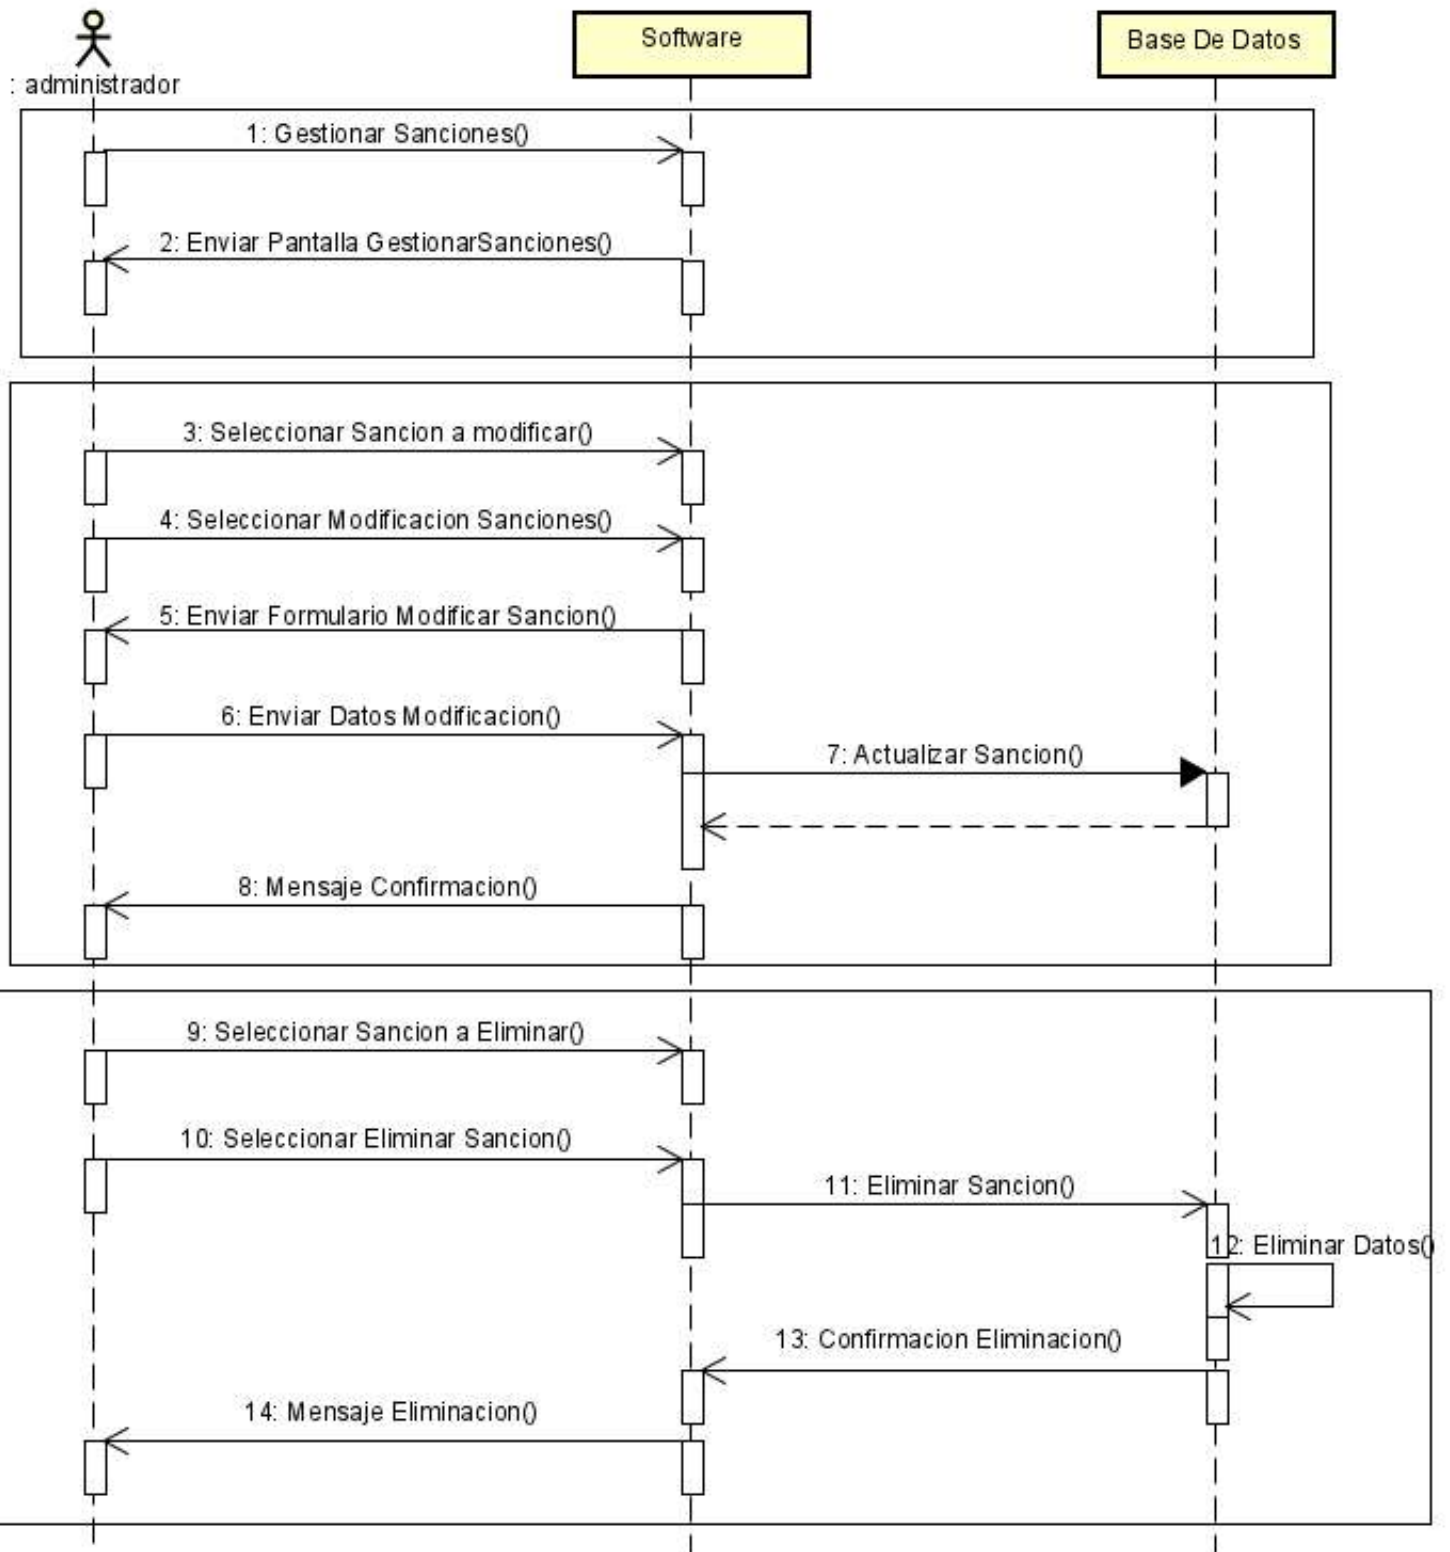 : administrador
Software
Base De Datos
1: Gestionar Sanciones()
2: Enviar Pantalla GestionarSanciones()
3: Seleccionar Sancion a modificar()
4: Seleccionar Modificacion Sanciones()
5: Enviar Formulario Modificar Sancion()
6: Enviar Datos Modificacion()
7: Actualizar Sancion()
8: Mensaje Confirmacion()
9: Seleccionar Sancion a Eliminar()
10: Seleccionar Eliminar Sancion()
11: Eliminar Sancion()
12: Eliminar Datos()
13: Confirmacion Eliminacion()
14: Mensaje Eliminacion()